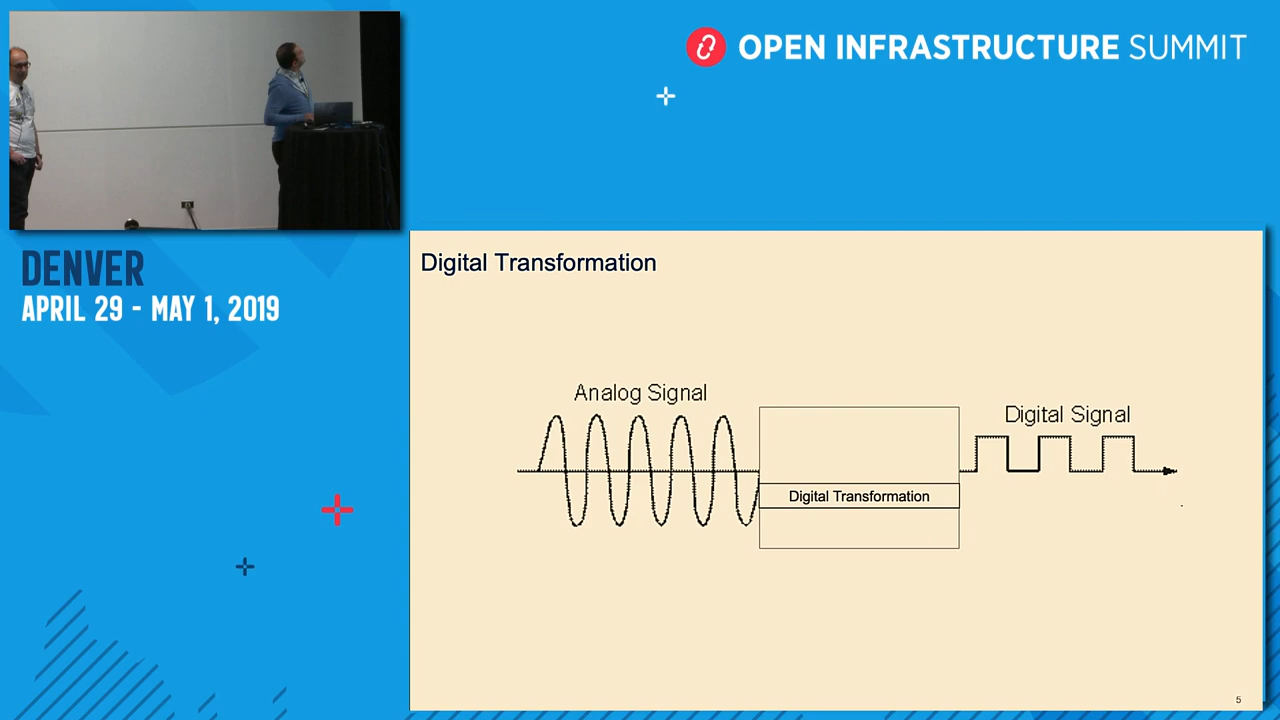 OPEN INFRASTRUCTURE SUMMIT
DENVER
APRIL 29 - MAY 1, 2019
Digital Transformation
Analog Signal
Digital Signal
Digital Transformation
5